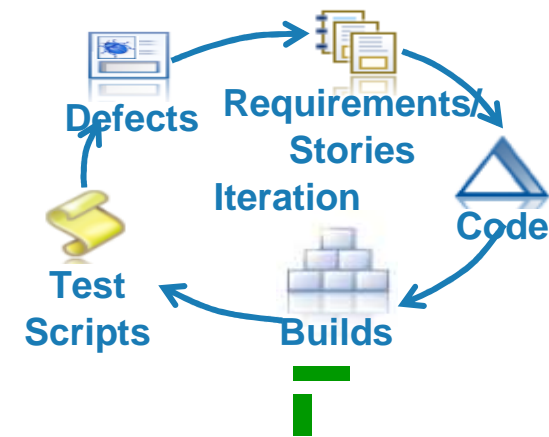 Defects
Requirements/
Stories
Iteration
Code
Test
Scripts
Builds